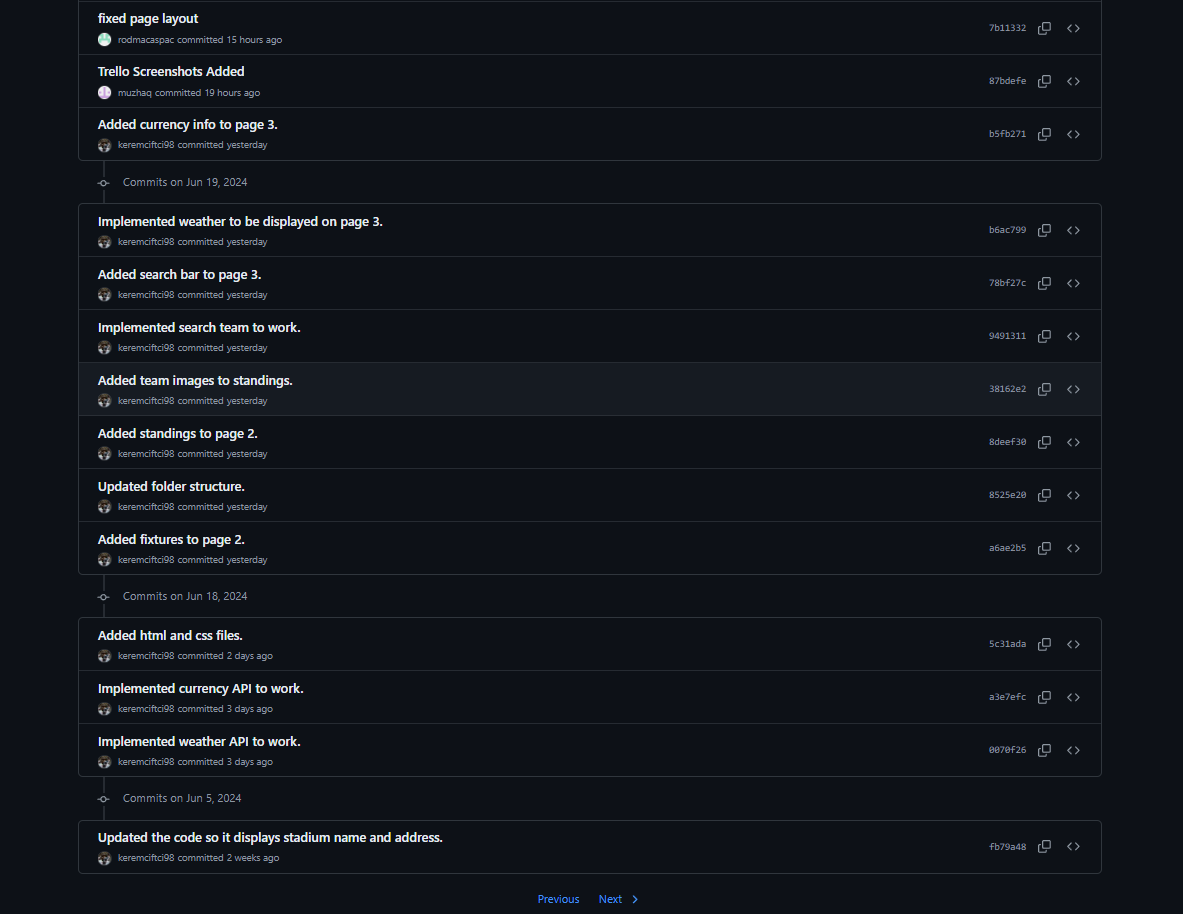 fixed page layout
rodmacaspac committed 15 hours ago
7b11332
Trello Screenshots Added
muzhaq committed 19 hours ago
87bdefe
Added currency info to page 3.
keremciftci98 committed yesterday
b5fb271
Commits on Jun 19, 2024
Implemented weather to be displayed on page 3.
keremciftci98 committed yesterday
b6ac799
Added search bar to page 3.
keremciftci98 committed yesterday
78bf27c
Implemented search team to work.
keremciftci98 committed yesterday
9491311
Added team images to standings.
keremciftci98 committed yesterday
38162e2
Added standings to page 2.
keremciftci98 committed yesterday
8deef30
Updated folder structure.
keremciftci98 committed yesterday
8525e20
Added fixtures to page 2.
keremciftci98 committed yesterday
a6ae2b5
Commits on Jun 18, 2024
Added html and css files.
keremciftci98 committed 2 days ago
5c31ada
Implemented currency API to work.
keremciftci98 committed 3 days ago
a3e7efc
Implemented weather API to work.
keremciftci98 committed 3 days ago
0070f26
Commits on Jun 5, 2024
Updated the code so it displays stadium name and address.
keremciftci98 committed 2 weeks ago
fb79a48
Previous Next